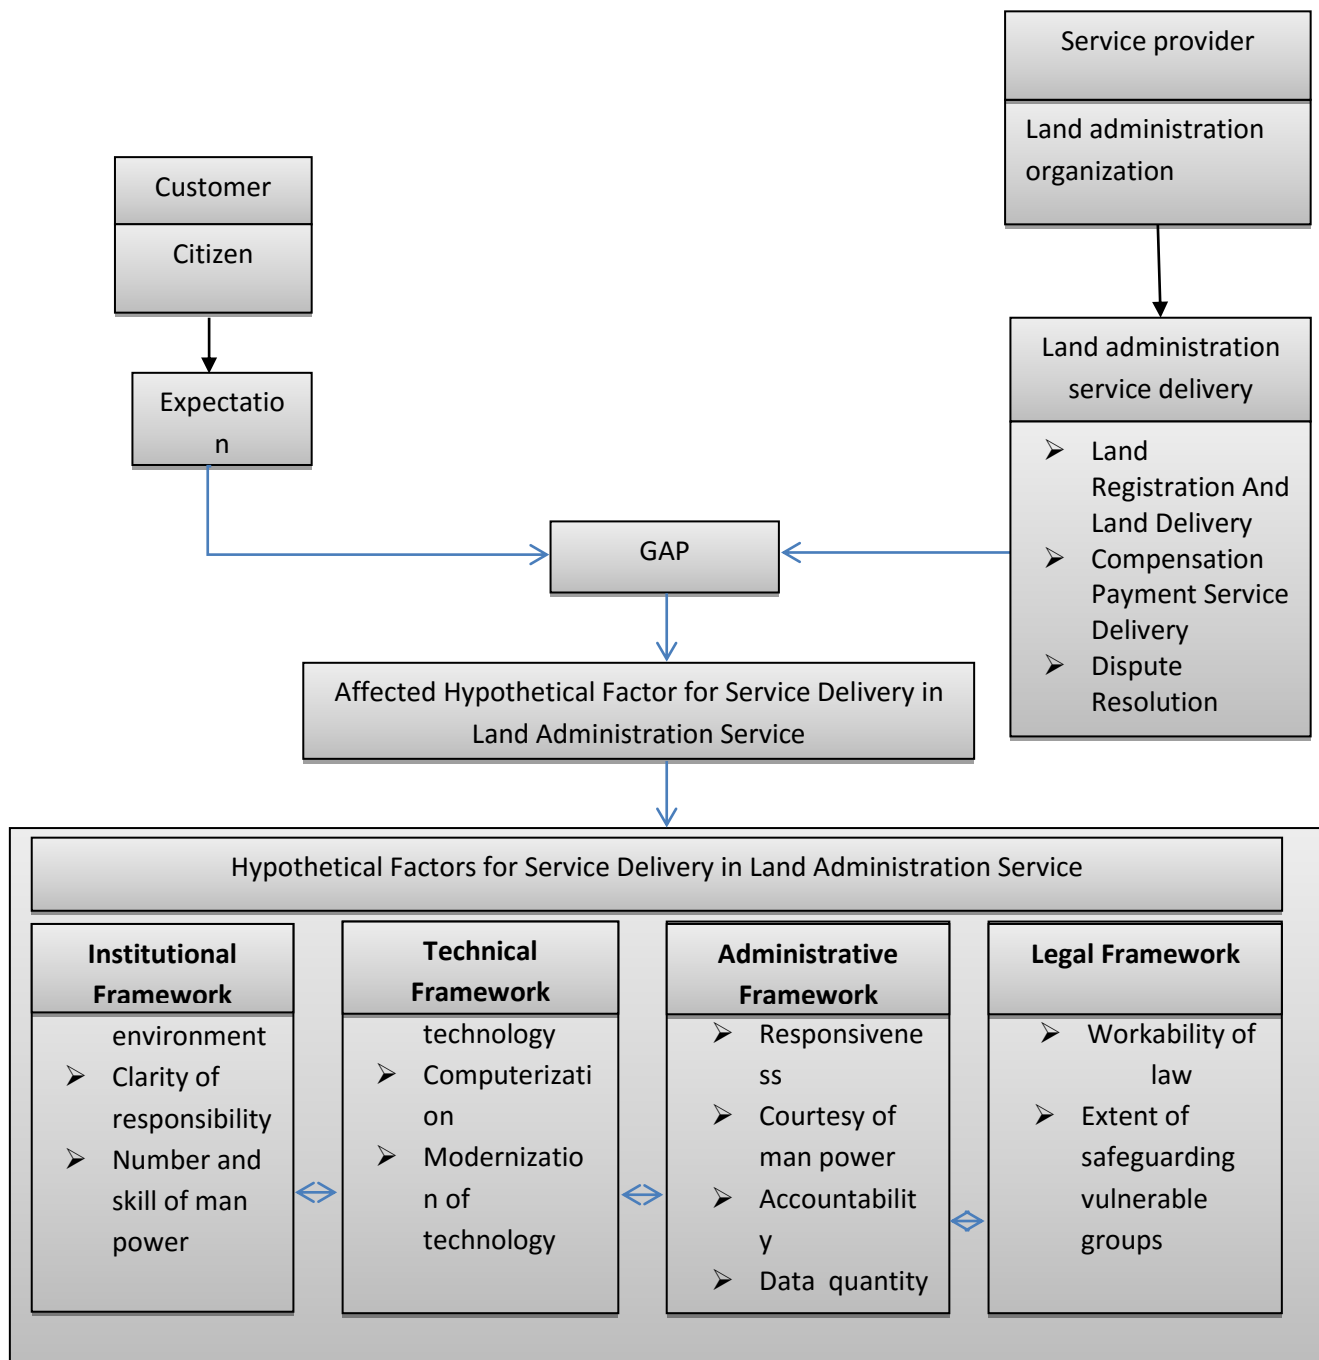 Service provider
Land administration
organization
Customer
Citizen
Expectatio
n
Land administration
service delivery
➢ Land
Registration And
Land Delivery
➢ Compensation
Payment Service
Delivery
➢ Dispute
Resolution
GAP
Affected Hypothetical Factor for Service Delivery in
Land Administration Service
Hypothetical Factors for Service Delivery in Land Administration Service
Institutional
Framework
environment
➢ Clarity of
responsibility
➢ Number and
skill of man
power
Technical
Framework
technology
➢ Computerizati
on
➢ Modernizatio
n of
technology
Administrative
Framework
➢ Responsivene
ss
➢ Courtesy of
man power
➢ Accountabilit
y
➢ Data quantity
Legal Framework
➢ Workability of
law
➢ Extent of
safeguarding
vulnerable
groups